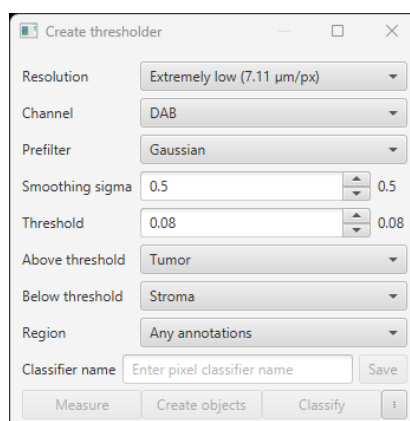 Create thresholder
Resolution Extremely low (7.11 µm/px)
Channel DAB
Prefilter Gaussian
Smoothing sigma 0.5 0.5
Threshold 0.08 0.08
Above threshold Tumor
Below threshold Stroma
Region Any annotations
Classifier name Enter pixel classifier name Save
Measure Create objects Classify